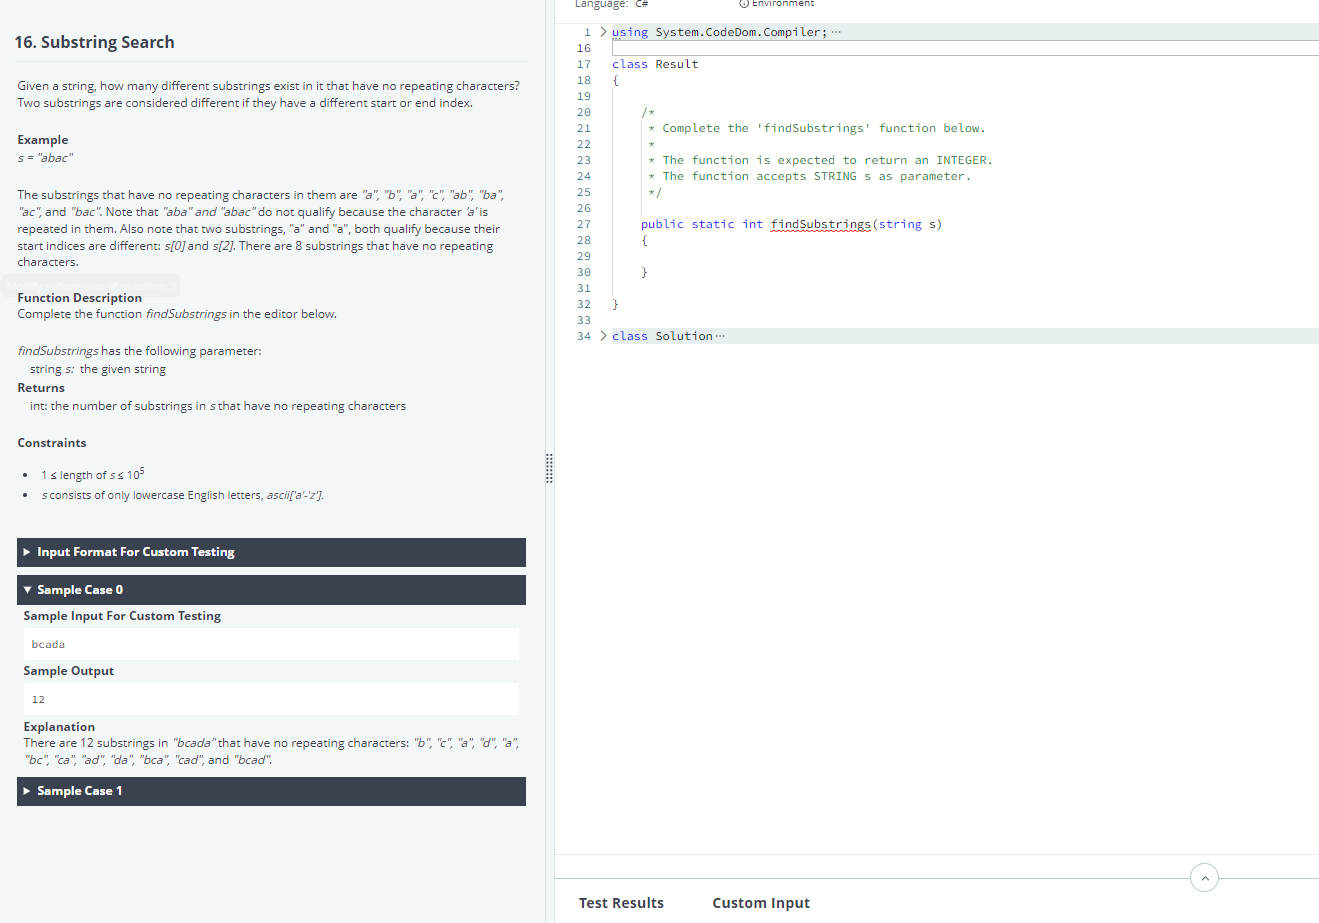 Language: C#
Environment
16. Substring Search
Given a string, how many different substrings exist in it that have no repeating characters?
Two substrings are considered different if they have a different start or end index.
Example
s = "abac"
The substrings that have no repeating characters in them are "a", "b", "a", "c", "ab", "ba",
"ac", and "bac". Note that "aba" and "abac" do not qualify because the character 'a' is
repeated in them. Also note that two substrings, "a" and "a", both qualify because their
start indices are different: s[0] and s[2]. There are 8 substrings that have no repeating
characters.
Function Description
Complete the function findSubstrings in the editor below.
findSubstrings has the following parameter:
string s: the given string
Returns
int: the number of substrings in s that have no repeating characters
Constraints
• 1 ≤ length of s ≤ 10⁵
• s consists of only lowercase English letters, ascii['a'-'z'].
▶ Input Format For Custom Testing
▼ Sample Case 0
Sample Input For Custom Testing
bcada
Sample Output
12
Explanation
There are 12 substrings in "bcada" that have no repeating characters: "b", "c", "a", "d", "a",
"bc", "ca", "ad", "da", "bca", "cad", and "bcad".
▶ Sample Case 1
1 > using System.CodeDom.Compiler; ···
16
17 class Result
18 {
19
20 /*
21 * Complete the 'findSubstrings' function below.
22 *
23 * The function is expected to return an INTEGER.
24 * The function accepts STRING s as parameter.
25 */
26
27 public static int findSubstrings(string s)
28 {
29
30 }
31
32 }
33
34 > class Solution ···
Test Results
Custom Input